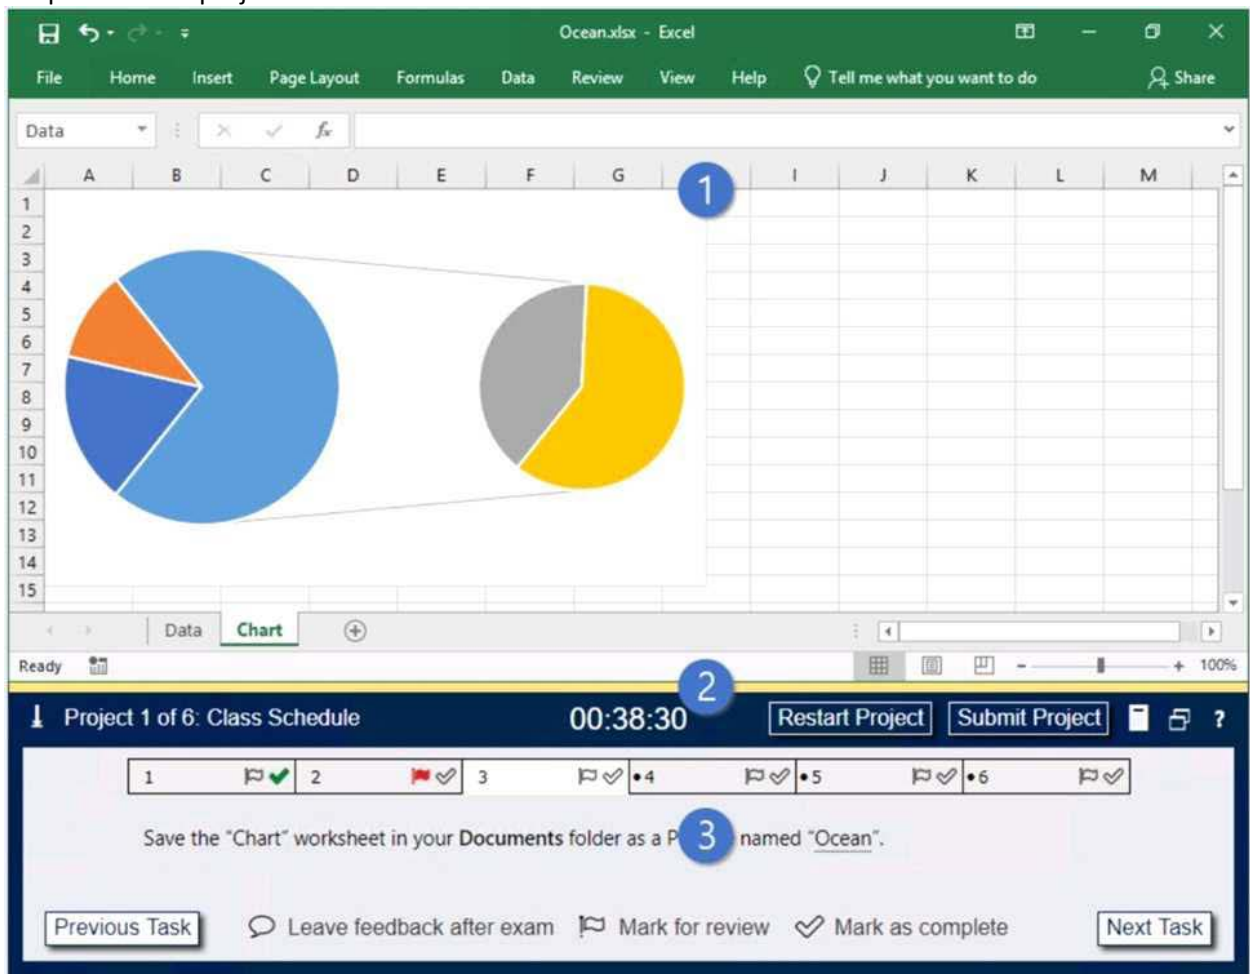 Ocean.xlsx - Excel
File Home Insert Page Layout Formulas Data Review View Help Tell me what you want to do Share
Data fx
A B C D E F G I J K L M
1
1
2
3
4
5
6
7
8
9
10
11
12
13
14
15
Data Chart
Ready 100%
2
Project 1 of 6: Class Schedule 00:38:30 Restart Project Submit Project ?
1 2 3 •4 •5 •6
Save the "Chart" worksheet in your Documents folder as a 3 named "Ocean".
Previous Task Leave feedback after exam Mark for review Mark as complete Next Task